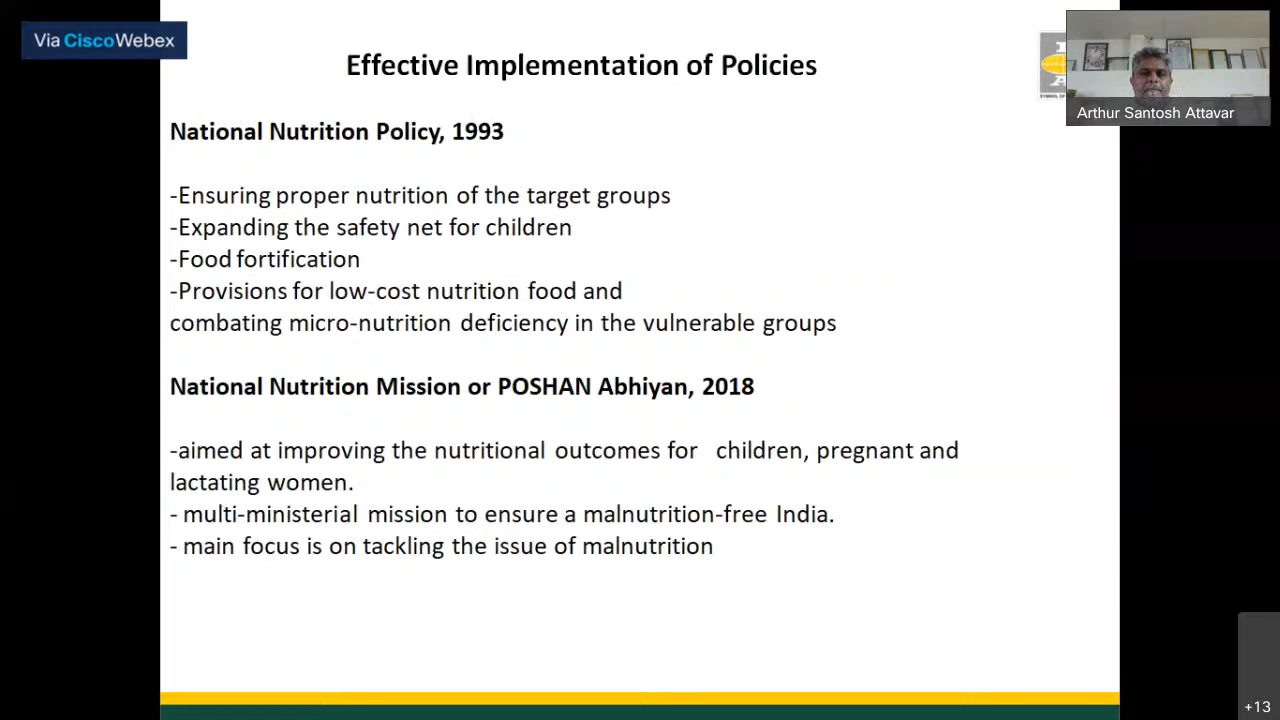 Via CiscoWebex
Effective Implementation of Policies
Arthur Santosh Attavar
National Nutrition Policy, 1993
-Ensuring proper nutrition of the target groups
-Expanding the safety net for children
-Food fortification
-Provisions for low-cost nutrition food and
combating micro-nutrition deficiency in the vulnerable groups
National Nutrition Mission or POSHAN Abhiyan, 2018
-aimed at improving the nutritional outcomes for children, pregnant and
lactating women.
- multi-ministerial mission to ensure a malnutrition-free India.
- main focus is on tackling the issue of malnutrition
+13